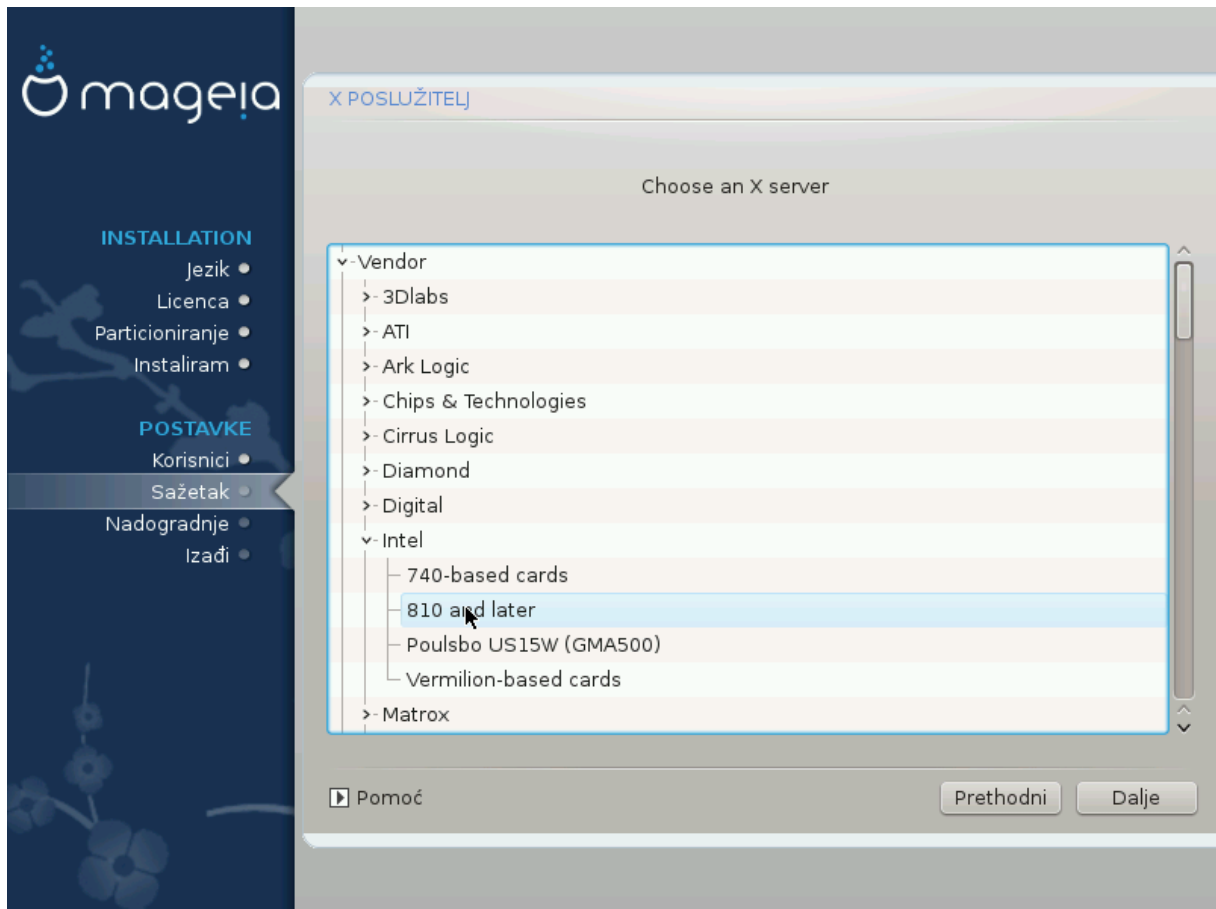 mageia
INSTALLATION
Jezik
Licenca
Particioniranje
Instaliram
POSTAVKE
Korisnici
Sažetak
Nadogradnje
Izađi
X POSLUŽITELJ
Choose an X server
Vendor
3Dlabs
ATI
Ark Logic
Chips & Technologies
Cirrus Logic
Diamond
Digital
Intel
740-based cards
810 and later
Poulsbo US15W (GMA500)
Vermilion-based cards
Matrox
Pomoć
Prethodni
Dalje